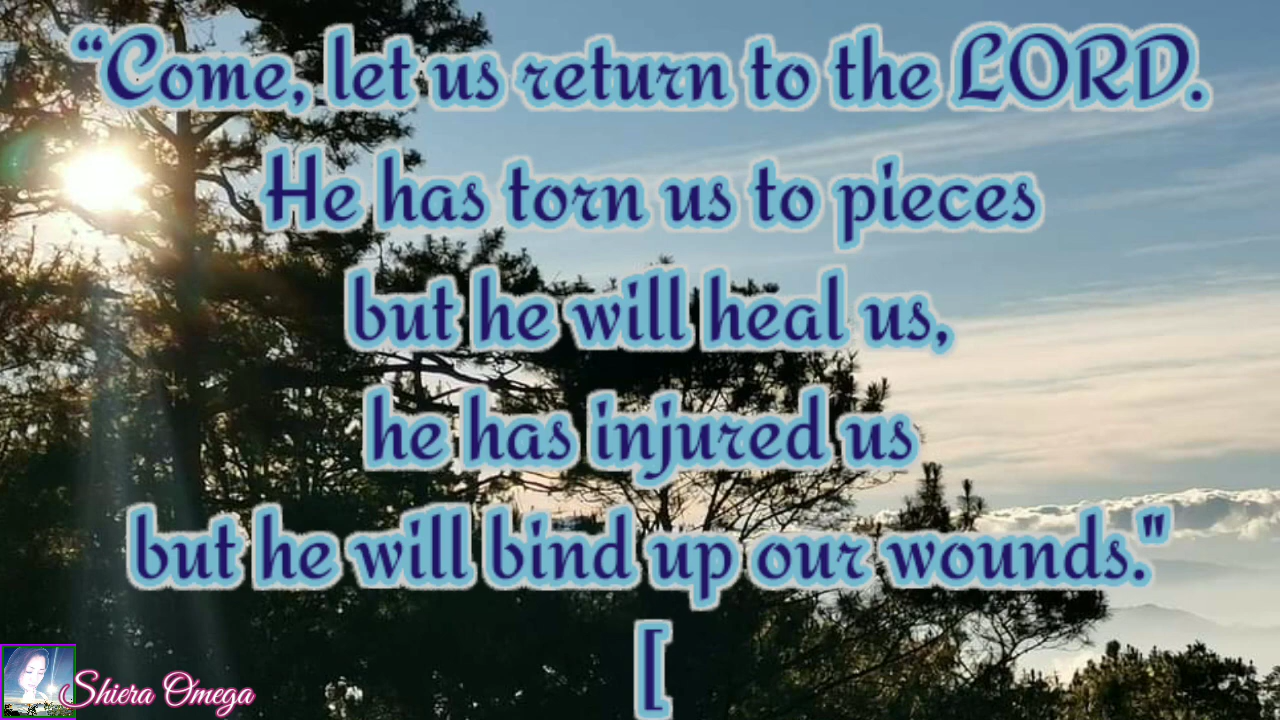 “Come, let us return to the LORD.
He has torn us to pieces
but he will heal us,
he has injured us
but he will bind up our wounds."
[
Shiera Omega